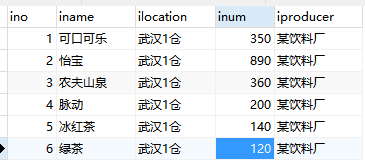 ino iname ilocation inum iproducer
1 可口可乐 武汉1仓 350 某饮料厂
2 怡宝 武汉1仓 890 某饮料厂
3 农夫山泉 武汉1仓 360 某饮料厂
4 脉动 武汉1仓 200 某饮料厂
5 冰红茶 武汉1仓 140 某饮料厂
6 绿茶 武汉1仓 120 某饮料厂